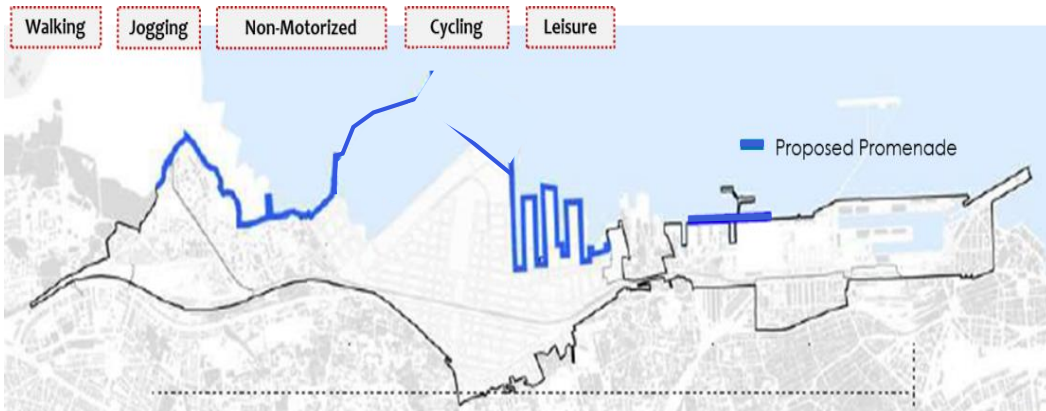 Walking
Jogging
Non-Motorized
Cycling
Leisure
Proposed Promenade